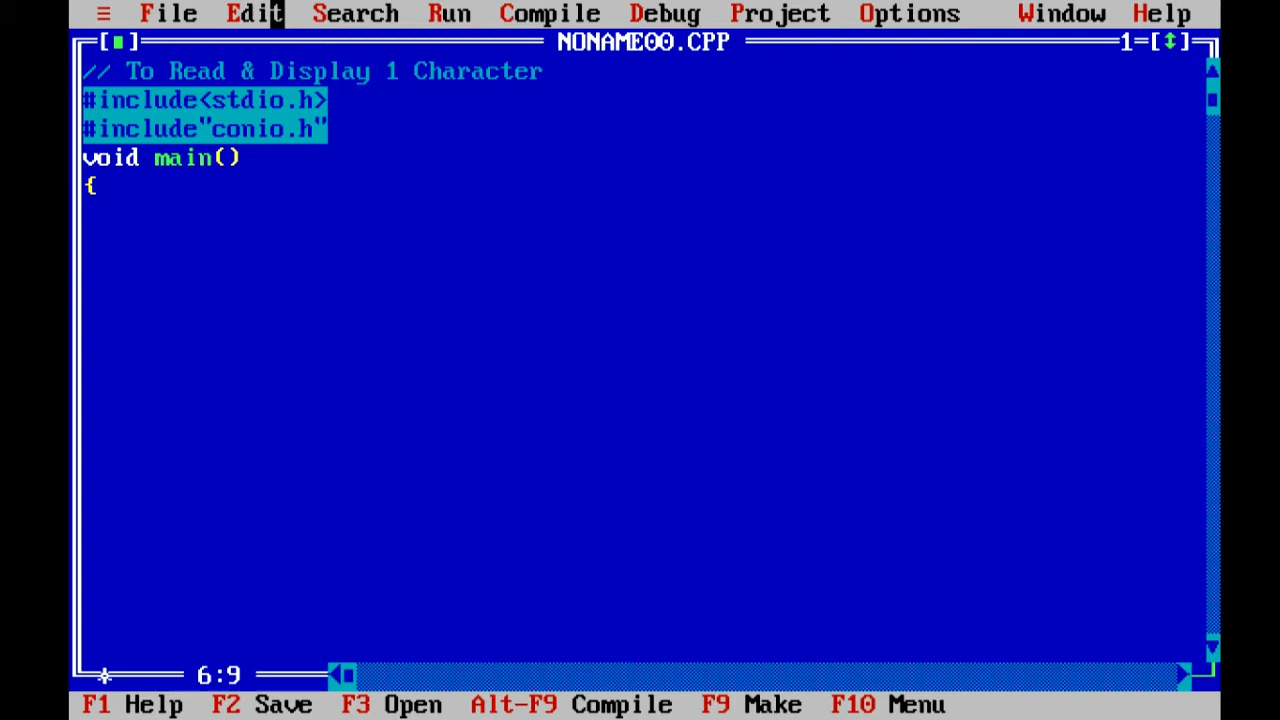 ≡ File Edit Search Run Compile Debug Project Options Window Help
[■] NONAME00.CPP 1=[↕]
// To Read & Display 1 Character
#include<stdio.h>
#include"conio.h"
void main()
{
6:9
F1 Help F2 Save F3 Open Alt-F9 Compile F9 Make F10 Menu